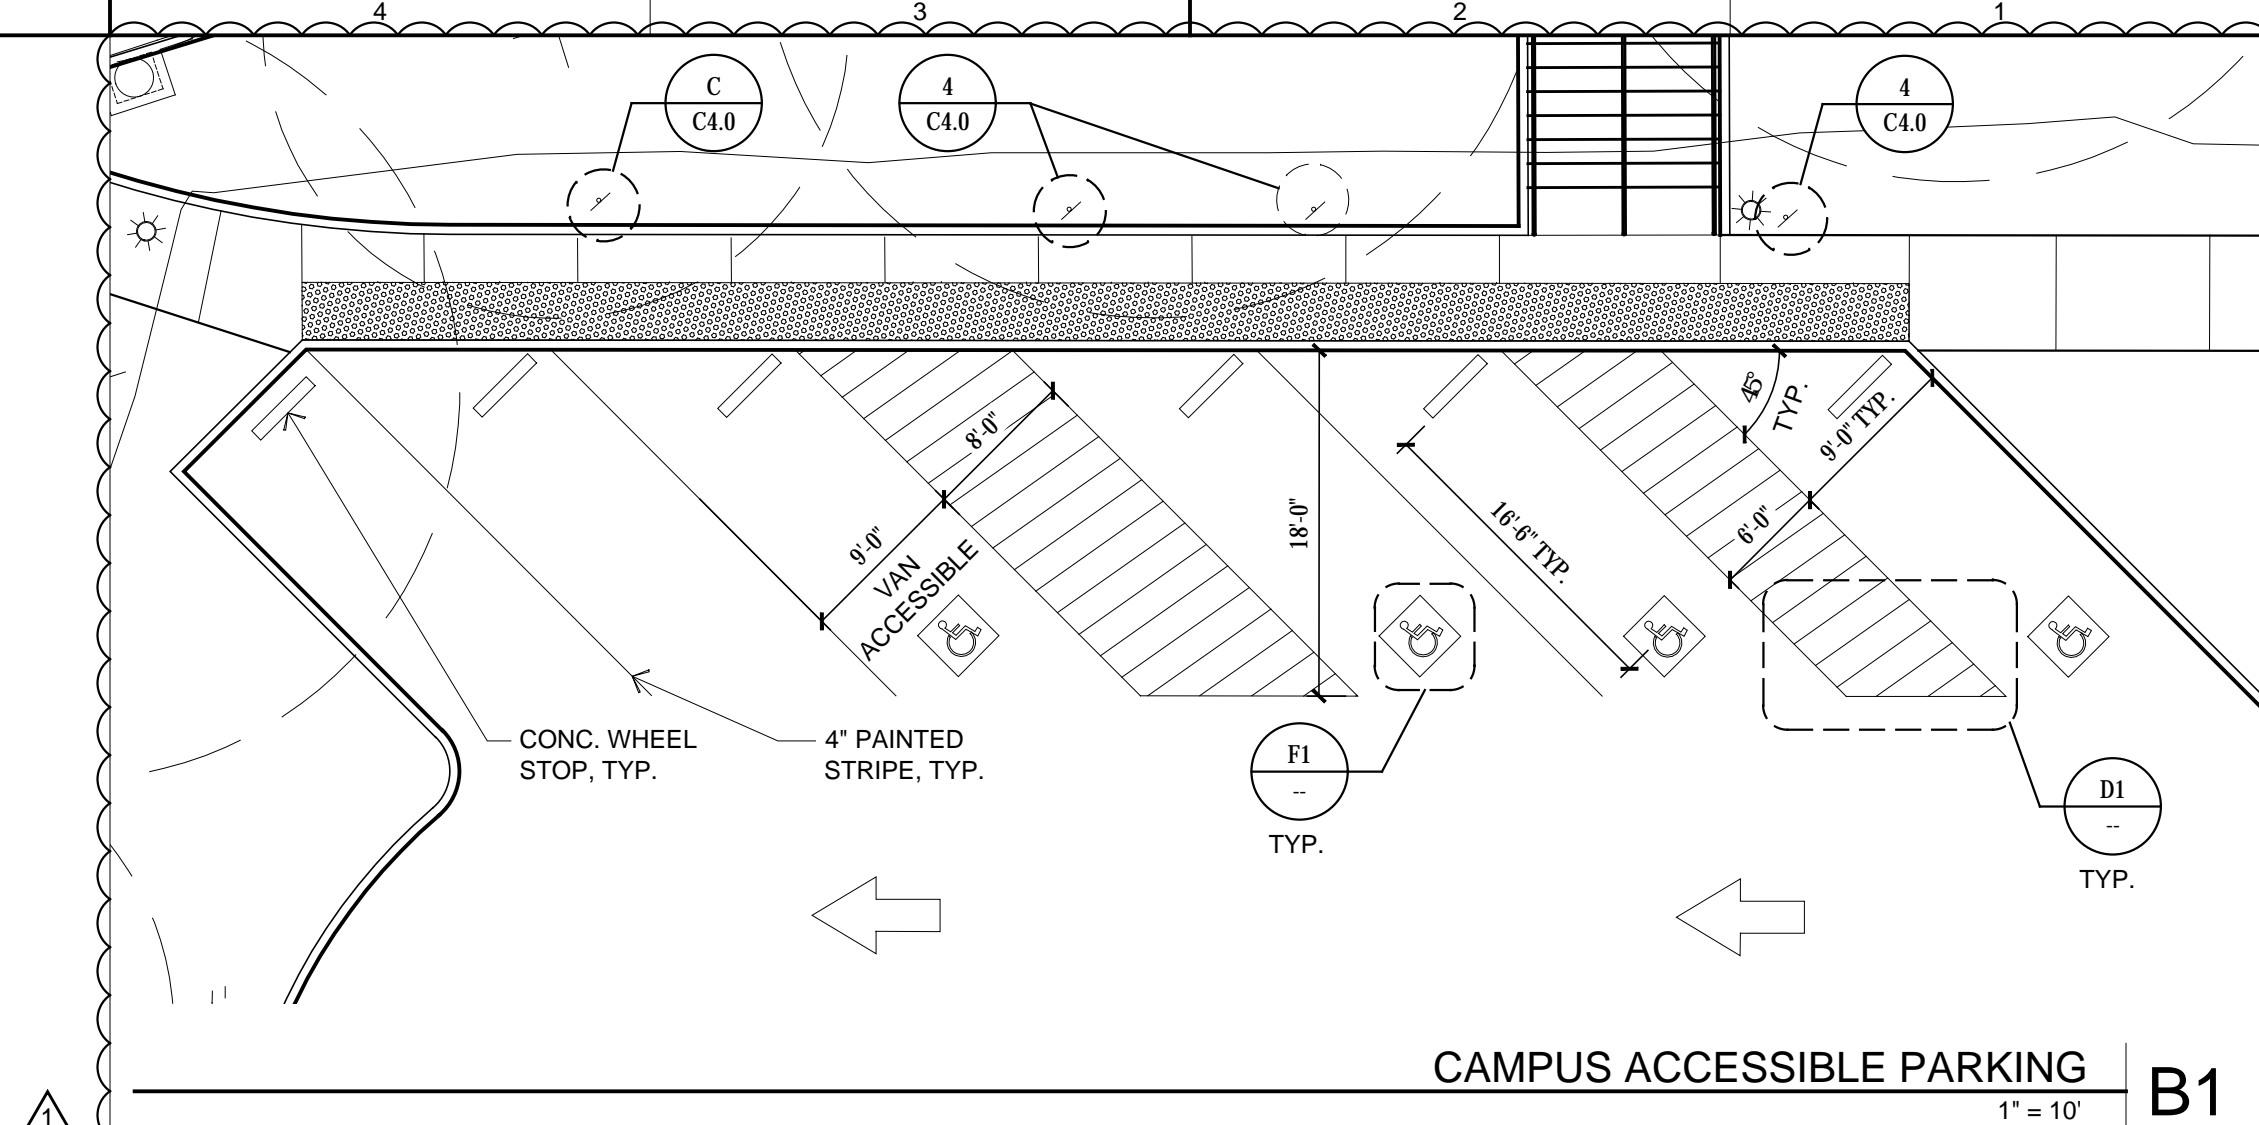 4
3
2
1
C
C4.0
4
C4.0
4
C4.0
8'-0"
9'-0"
VAN
ACCESSIBLE
18'-0"
16'-6" TYP.
45°
TYP.
9'-0" TYP.
6'-0"
CONC. WHEEL
STOP, TYP.
4" PAINTED
STRIPE, TYP.
F1
--
TYP.
D1
--
TYP.
CAMPUS ACCESSIBLE PARKING
B1
1" = 10'
1